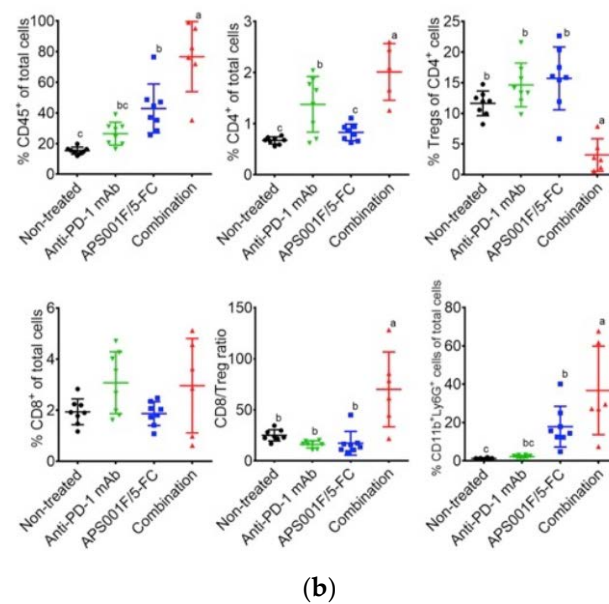 % CD45⁺ of total cells
100
80
60
40
20
0
c
bc
b
a
Non-treated
Anti-PD-1 mAb
APS001F/5-FC
Combination
% CD4⁺ of total cells
3
2
1
0
c
b
c
a
Non-treated
Anti-PD-1 mAb
APS001F/5-FC
Combination
% Tregs of CD4⁺ cells
25
20
15
10
5
0
b
b
b
a
Non-treated
Anti-PD-1 mAb
APS001F/5-FC
Combination
% CD8⁺ of total cells
6
4
2
0
Non-treated
Anti-PD-1 mAb
APS001F/5-FC
Combination
CD8/Treg ratio
150
100
50
0
b
b
b
a
Non-treated
Anti-PD-1 mAb
APS001F/5-FC
Combination
% CD11b⁺Ly6G⁺ cells of total cells
80
60
40
20
0
c
bc
b
a
Non-treated
Anti-PD-1 mAb
APS001F/5-FC
Combination
(b)